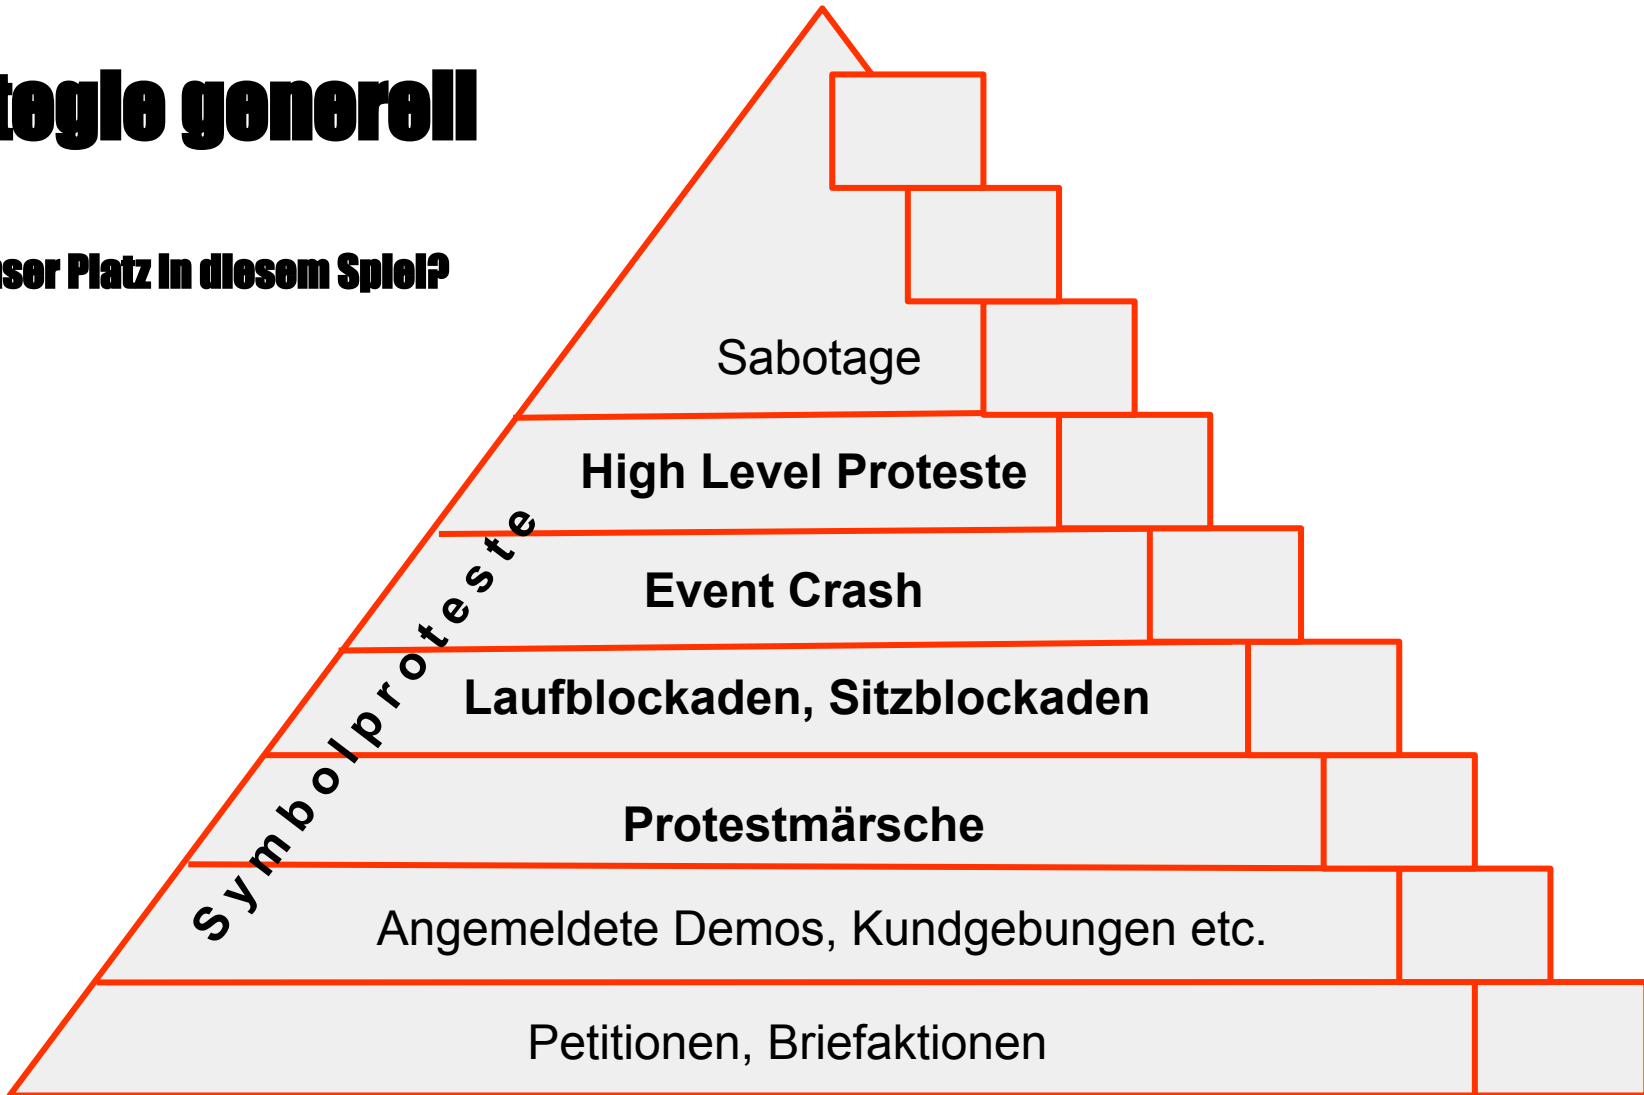 tegie generell
nser Platz in diesem Spiel?
Sabotage
High Level Proteste
Event Crash
Laufblockaden, Sitzblockaden
Protestmärsche
Symbolproteste
Angemeldete Demos, Kundgebungen etc.
Petitionen, Briefaktionen